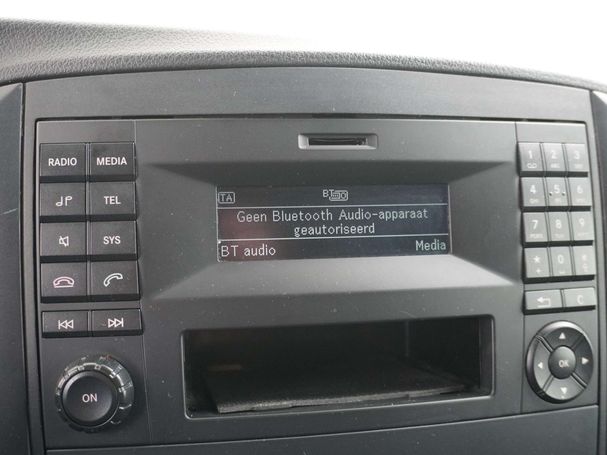 RADIO MEDIA
TEL
SYS
ON
TA BT
Geen Bluetooth Audio-apparaat
geautoriseerd
BT audio Media
1 2 ABC 3
4 5 6
7 8 9
* 0 #
C
OK